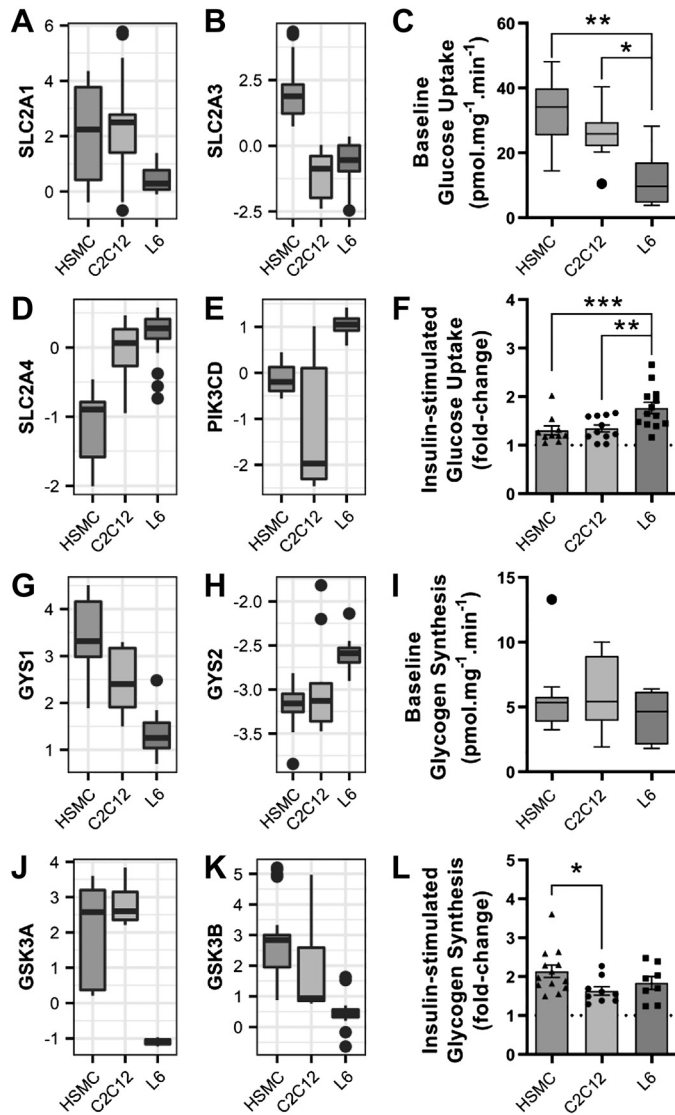 A
SLC2A1
6
4
2
0
HSMC
C2C12
L6
B
SLC2A3
2.5
0.0
-2.5
HSMC
C2C12
L6
C
Baseline
Glucose Uptake
(pmol.mg⁻¹.min⁻¹)
60
40
20
0
**
*
HSMC
C2C12
L6
D
SLC2A4
0
-1
-2
HSMC
C2C12
L6
E
PIK3CD
1
0
-1
-2
HSMC
C2C12
L6
F
Insulin-stimulated
Glucose Uptake
(fold-change)
4
3
2
1
0
***
**
HSMC
C2C12
L6
G
GYS1
4
3
2
1
HSMC
C2C12
L6
H
GYS2
-2.0
-2.5
-3.0
-3.5
HSMC
C2C12
L6
I
Baseline
Glycogen Synthesis
(pmol.mg⁻¹.min⁻¹)
15
10
5
0
HSMC
C2C12
L6
J
GSK3A
4
3
2
1
0
-1
HSMC
C2C12
L6
K
GSK3B
5
4
3
2
1
0
HSMC
C2C12
L6
L
Insulin-stimulated
Glycogen Synthesis
(fold-change)
5
4
3
2
1
0
*
HSMC
C2C12
L6